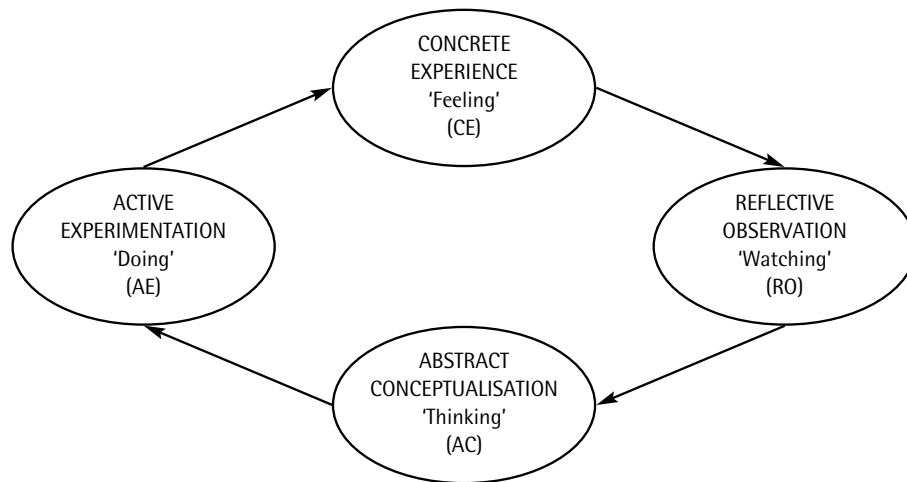 CONCRETE
EXPERIENCE
‘Feeling’
(CE)
ACTIVE
EXPERIMENTATION
‘Doing’
(AE)
REFLECTIVE
OBSERVATION
‘Watching’
(RO)
ABSTRACT
CONCEPTUALISATION
‘Thinking’
(AC)